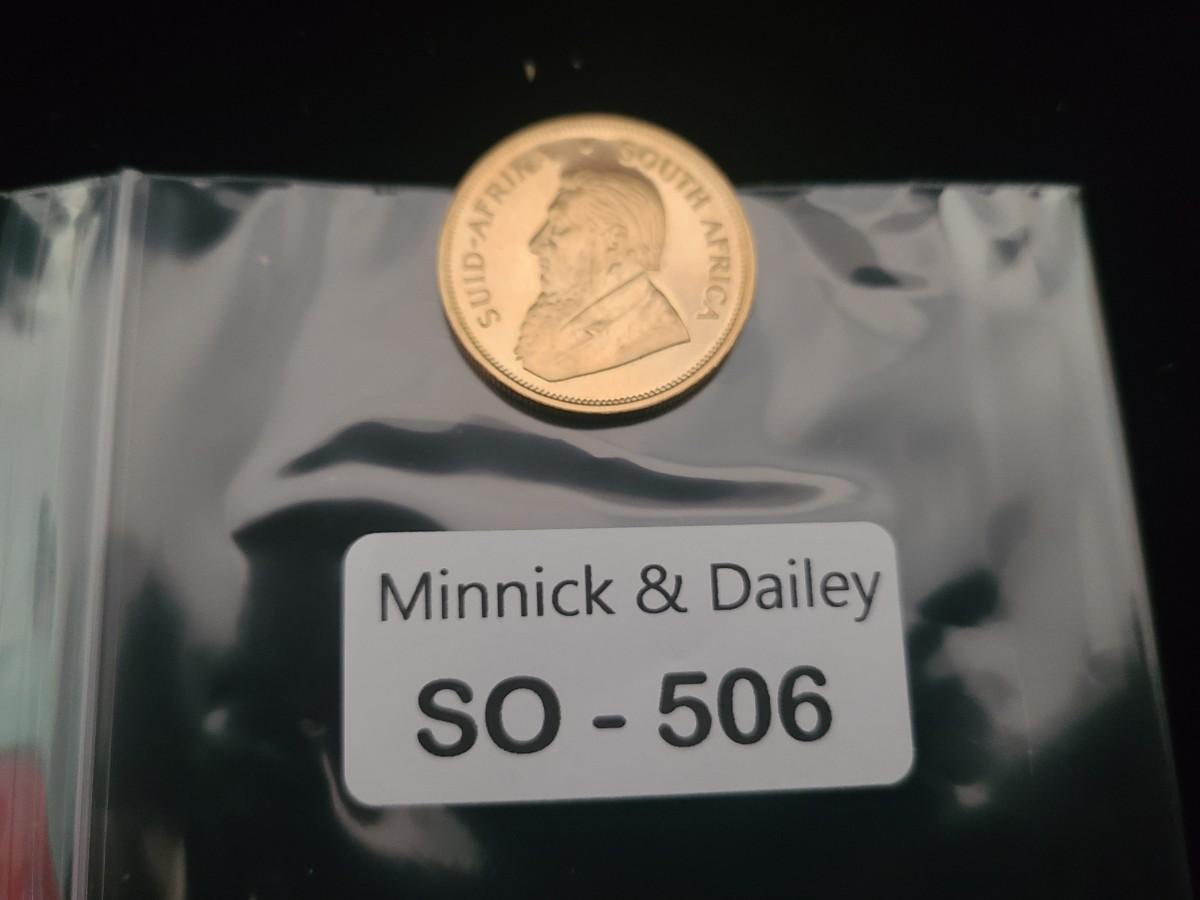 SUID-AFRIKA • SOUTH AFRICA
Minnick & Dailey
SO - 506